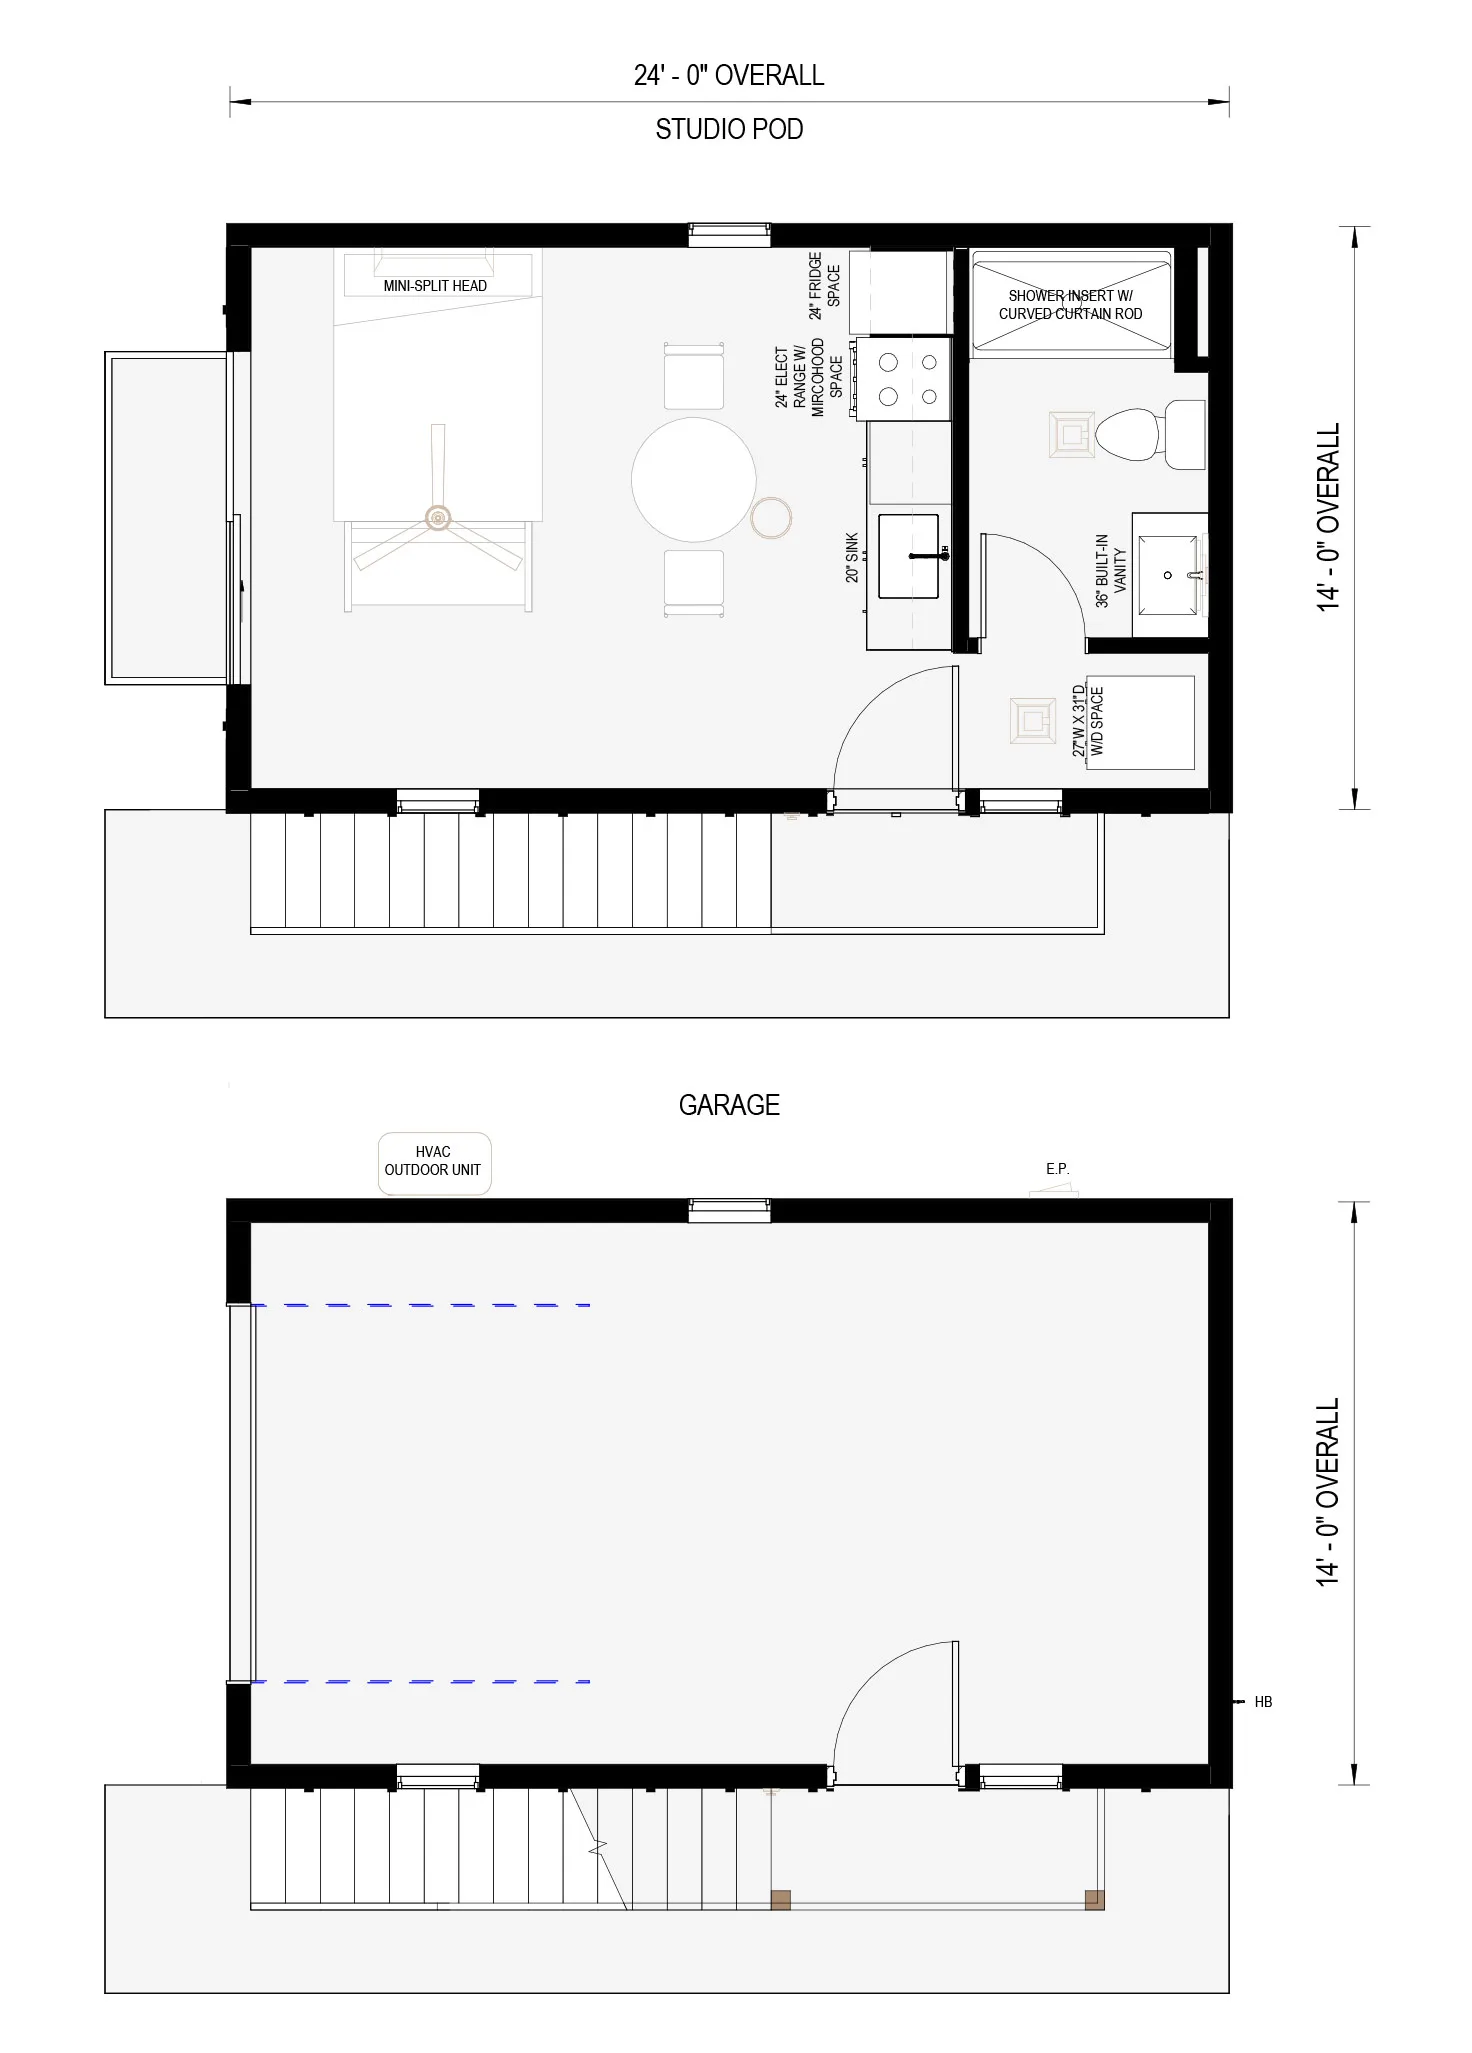 24' - 0" OVERALL
STUDIO POD
MINI-SPLIT HEAD
24" FRIDGE
SPACE
SHOWER INSERT W/
CURVED CURTAIN ROD
24" ELECT
RANGE W/
MIRCOHOOD
SPACE
14' - 0" OVERALL
20" SINK
36" BUILT-IN
VANITY
27"W X 31"D
W/D SPACE
GARAGE
HVAC
OUTDOOR UNIT
E.P.
14' - 0" OVERALL
HB